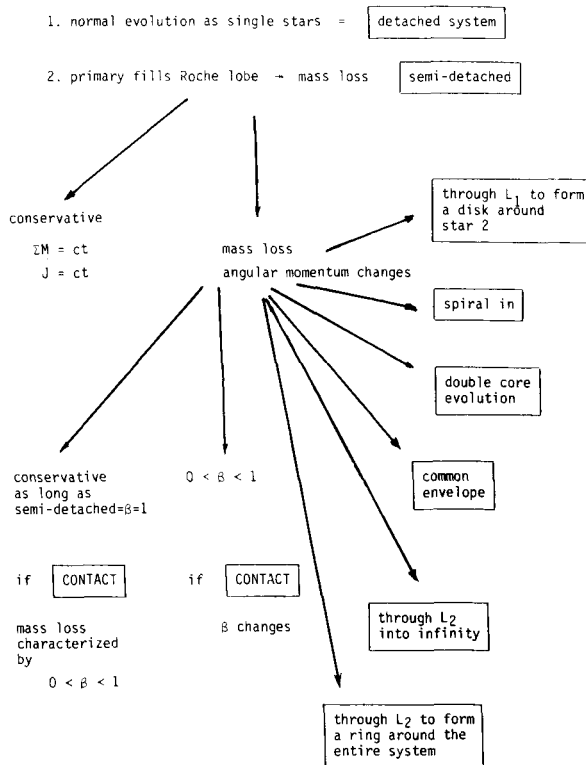 1. normal evolution as single stars = detached system
2. primary fills Roche lobe → mass loss semi-detached
conservative
ΣM = ct
J = ct
mass loss
angular momentum changes
through L1 to form
a disk around
star 2
spiral in
double core
evolution
common
envelope
through L2
into infinity
through L2 to form
a ring around the
entire system
conservative
as long as
semi-detached=β=1
if CONTACT
mass loss
characterized
by
0 < β < 1
0 < β < 1
if CONTACT
β changes